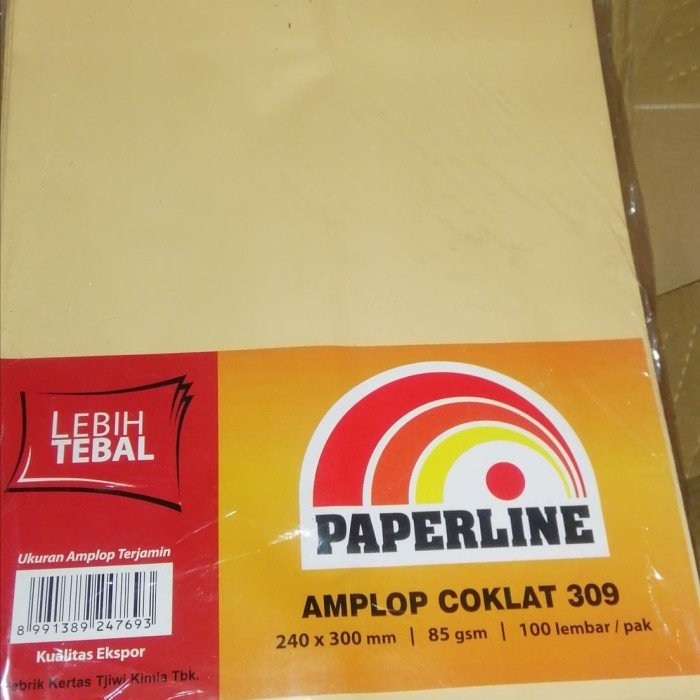 LEBIH
TEBAL
Ukuran Amplop Terjamin
8 991389 247693
Kualitas Ekspor
Kertas Tjiwi Kimia Tbk.
PAPERLINE
AMPLOP COKLAT 309
240 x 300 mm | 85 gsm | 100 lembar / pak